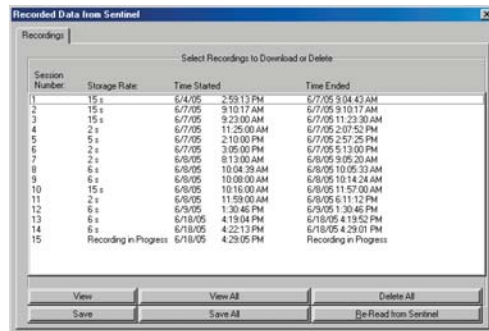 Recorded Data from Sentinel
Recordings
Select Recordings to Download or Delete
Session
Number: Storage Rate: Time Started Time Ended
1 15 s 6/4/05 2:59:13 PM 6/7/05 9:04:43 AM
2 15 s 6/7/05 9:10:17 AM 6/7/05 9:10:17 AM
3 15 s 6/7/05 9:23:00 AM 6/7/05 11:23:30 AM
4 2 s 6/7/05 11:25:00 AM 6/7/05 2:07:52 PM
5 5 s 6/7/05 2:10:00 PM 6/7/05 2:57:25 PM
6 2 s 6/7/05 3:05:00 PM 6/7/05 5:13:00 PM
7 2 s 6/8/05 8:13:00 AM 6/8/05 9:05:20 AM
8 6 s 6/8/05 10:04:39 AM 6/8/05 10:05:33 AM
9 6 s 6/8/05 10:08:00 AM 6/8/05 10:14:24 AM
10 15 s 6/8/05 10:16:00 AM 6/8/05 11:57:00 AM
11 2 s 6/8/05 11:59:00 AM 6/8/05 6:11:12 PM
12 6 s 6/9/05 1:30:46 PM 6/9/05 1:30:46 PM
13 6 s 6/18/05 4:19:04 PM 6/18/05 4:19:52 PM
14 6 s 6/18/05 4:22:13 PM 6/18/05 4:29:01 PM
15 Recording in Progress 6/18/05 4:29:05 PM Recording in Progress
View View All Delete All
Save Save All Re-Read from Sentinel